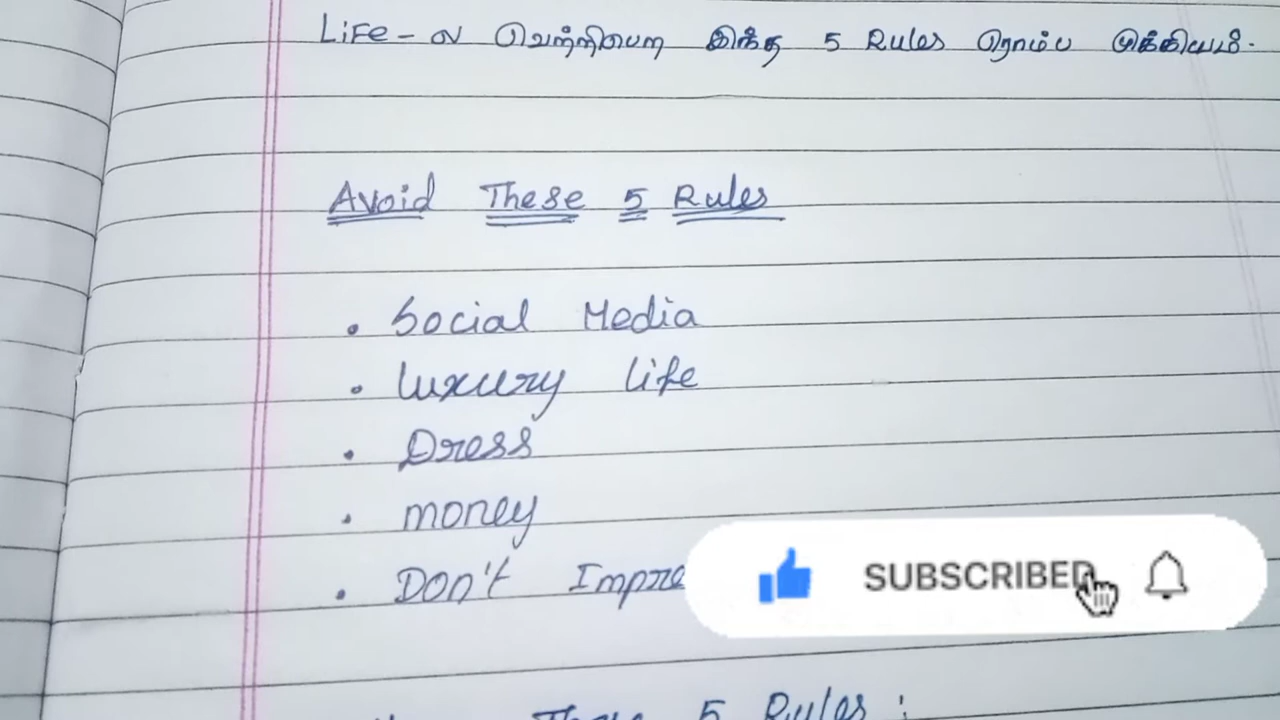 Life - ல வெற்றிபெற இந்த 5 Rules ரொம்ப முக்கியம்.
Avoid These 5 Rules
. Social Media
. luxury life
. Dress
. money
. Don't
SUBSCRIBED
These 5 Rules :